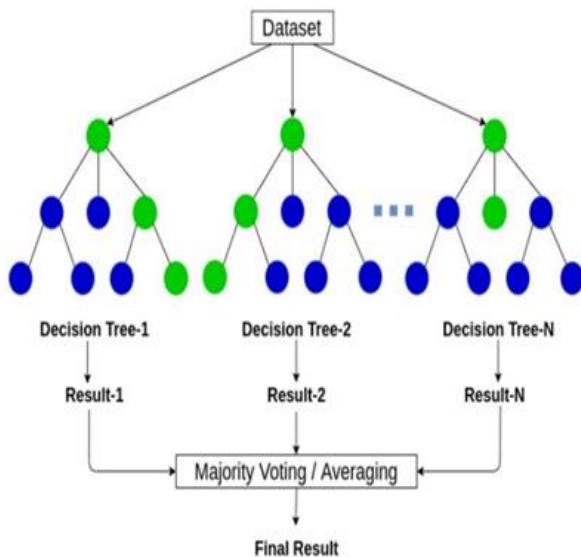 Dataset
Decision Tree-1
Decision Tree-2
Decision Tree-N
Result-1
Result-2
Result-N
Majority Voting / Averaging
Final Result